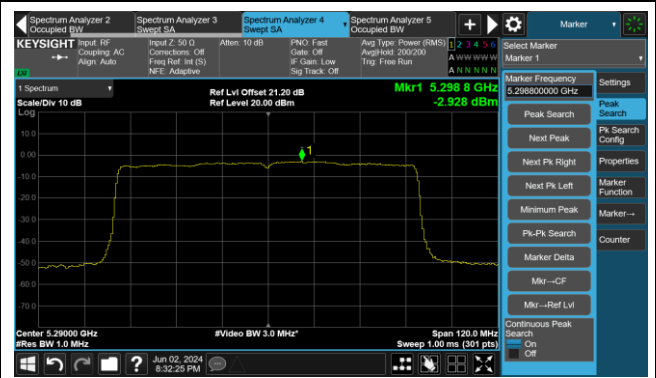 Spectrum Analyzer 2
Occupied BW
Spectrum Analyzer 3
Swept SA
Spectrum Analyzer 4
Swept SA
Spectrum Analyzer 5
Occupied BW
+
Marker
KEYSIGHT
Input: RF
Coupling: AC
Align: Auto
Input Z: 50 Ω
Corrections: Off
Freq Ref: Int (S)
NFE: Adaptive
Atten: 10 dB
PNO: Fast
Gate: Off
IF Gain: Low
Sig Track: Off
Avg Type: Power (RMS)
Avg|Hold: 200/200
Trig: Free Run
1 2 3 4 5 6
A W W W W W
A N N N N N
LXI
Select Marker
Marker 1
1 Spectrum
Scale/Div 10 dB
Ref Lvl Offset 21.20 dB
Ref Level 20.00 dBm
Mkr1 5.298 8 GHz
-2.928 dBm
Log
10.0
0.00
-10.0
-20.0
-30.0
-40.0
-50.0
-60.0
-70.0
1
Center 5.29000 GHz
#Res BW 1.0 MHz
#Video BW 3.0 MHz*
Span 120.0 MHz
Sweep 1.00 ms (301 pts)
Marker Frequency
5.298800000 GHz
Peak Search
Next Peak
Next Pk Right
Next Pk Left
Minimum Peak
Pk-Pk Search
Marker Delta
Mkr→CF
Mkr→Ref Lvl
Continuous Peak
Search
On
Off
Settings
Peak
Search
Pk Search
Config
Properties
Marker
Function
Marker→
Counter
?
Jun 02, 2024
8:32:25 PM